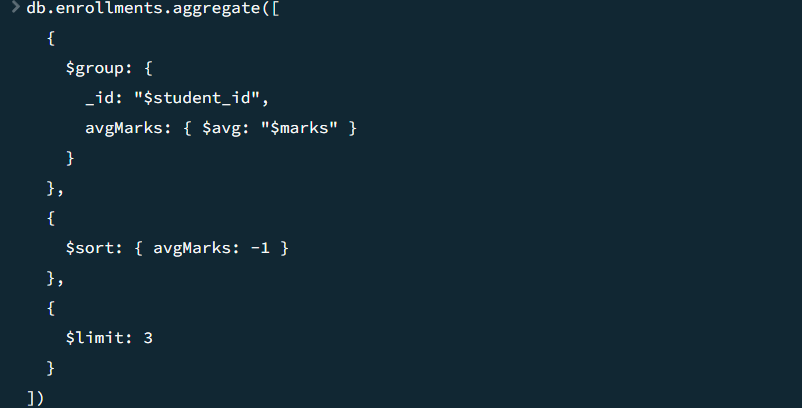 > db.enrollments.aggregate([
  {
    $group: {
      _id: "$student_id",
      avgMarks: { $avg: "$marks" }
    }
  },
  {
    $sort: { avgMarks: -1 }
  },
  {
    $limit: 3
  }
])